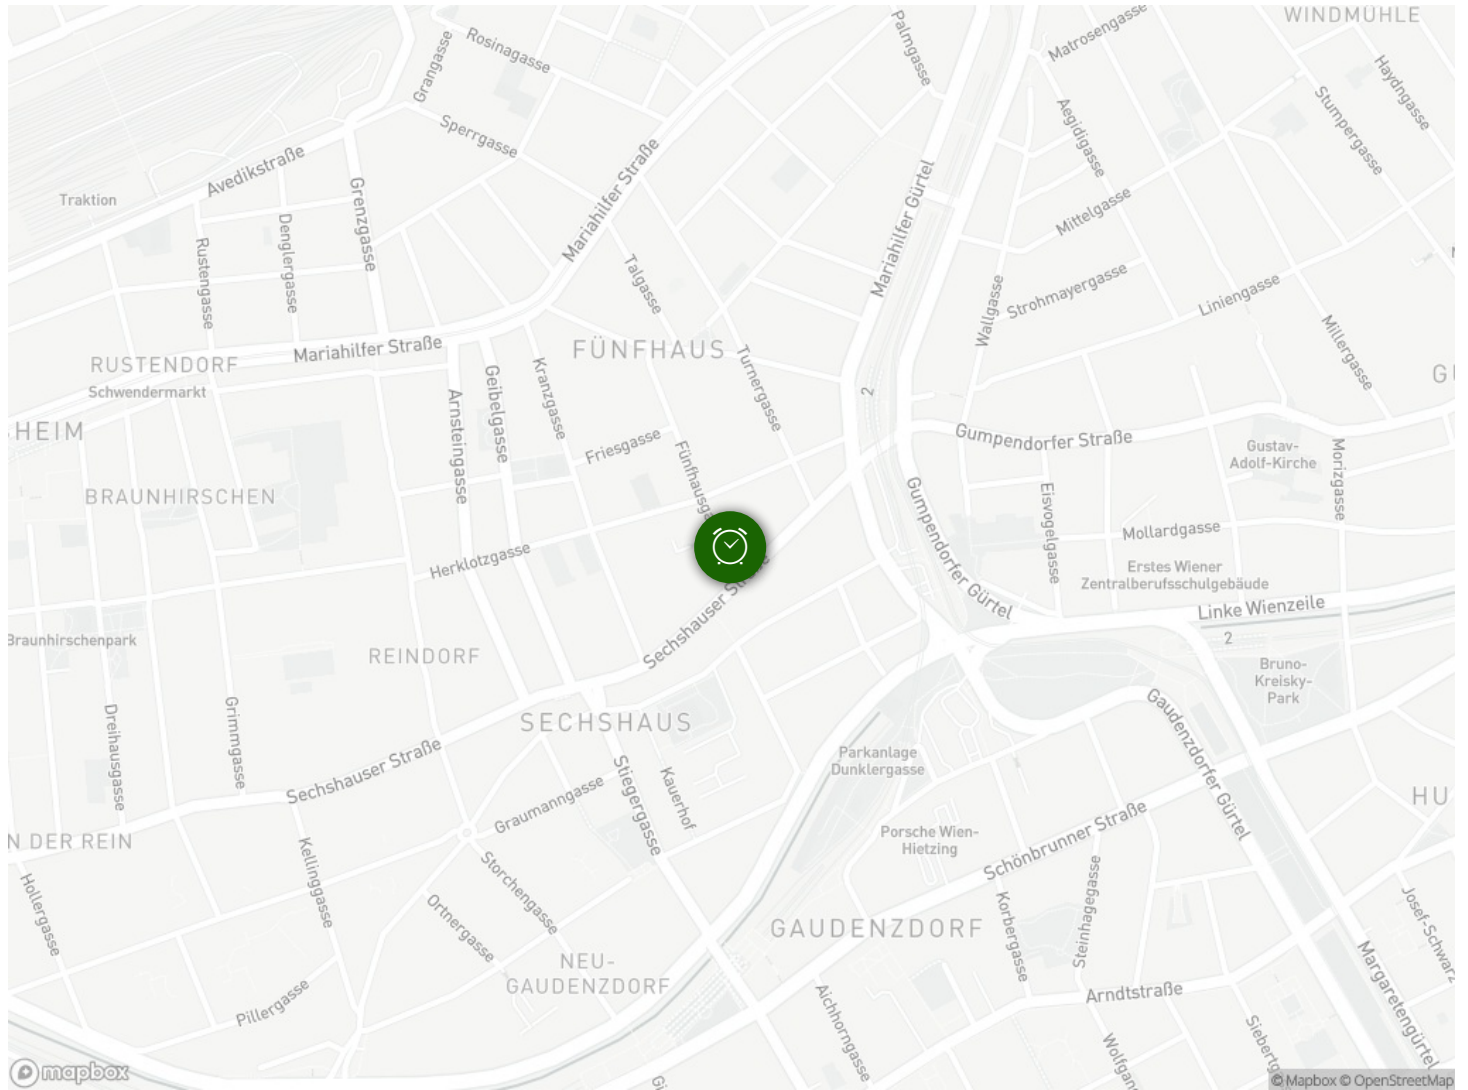 WINDMÜHLE
Palmgasse
Matrosengasse
Rosinagasse
Grangasse
Haydngasse
Stumpergasse
Aegidigasse
Sperrgasse
Avedikstraße
Mariahilfer Straße
Traktion
Grenzgasse
Mariahilfer Gürtel
Mittelgasse
Denglergasse
Rustengasse
Talgasse
Strohmayergasse
Wallgasse
Liniengasse
Millergasse
Mariahilfer Straße
FÜNFHAUS
Turnergasse
RUSTENDORF
Schwendermarkt
Geibelgasse
Kranzgasse
Arnsteingasse
2
HEIM
Friesgasse
Gumpendorfer Straße
Gustav-
Adolf-Kirche
Morizgasse
BRAUNHIRSCHEN
Eisvogelgasse
Gumpendorfer Gürtel
Mollardgasse
Herklotzgasse
Erstes Wiener
Zentralberufsschulgebäude
Linke Wienzeile
2
Braunhirschenpark
REINDORF
Sechshauser Straße
Bruno-
Kreisky-
Park
SECHSHAUS
Dreihausgasse
Grimmgasse
Gaudenzdorfer Gürtel
Sechshauser Straße
Parkanlage
Dunklergasse
Stiegergasse
Kauerhof
Graumanngasse
HU
N DER REIN
Porsche Wien-
Hietzing
Schönbrunner Straße
Kellinggasse
Storchengasse
Hollergasse
Ortnergasse
Korbergasse
Steinhagegasse
GAUDENZDORF
NEU-
GAUDENZDORF
Arndtstraße
Margaretengürtel
Pillergasse
Aichhorngasse
mapbox
© Mapbox © OpenStreetMap